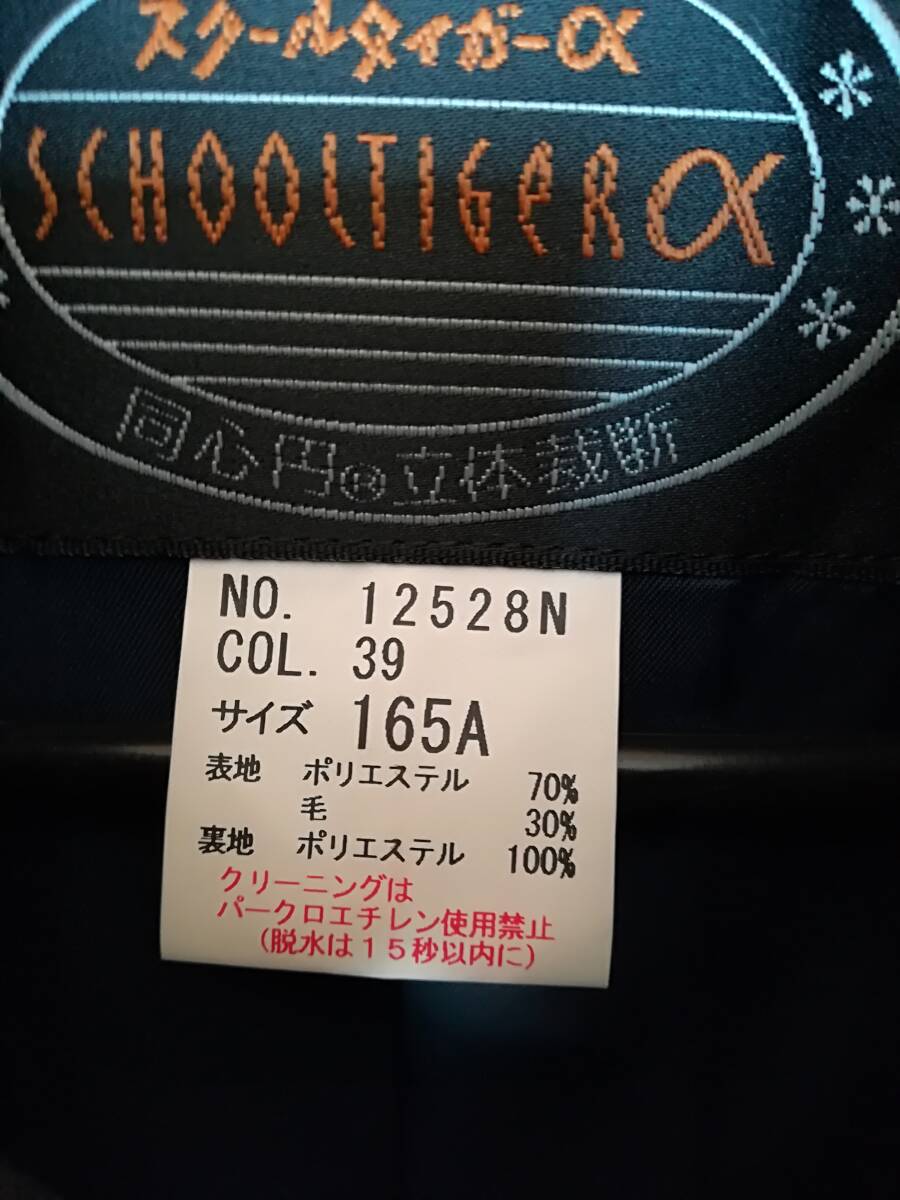 スクールタイガーα
SCHOOLTIGERα
同心円®立体裁断
NO. 12528N
COL. 39
サイズ 165A
表地 ポリエステル 70%
毛 30%
裏地 ポリエステル 100%
クリーニングは
パークロエチレン使用禁止
(脱水は15秒以内に)